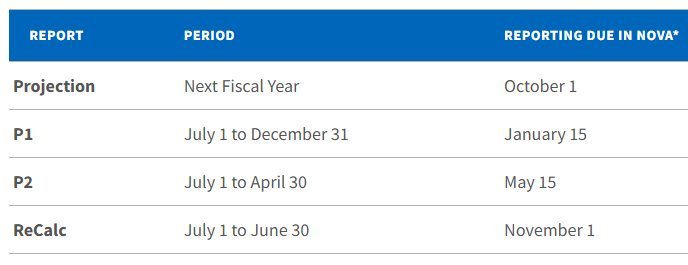 REPORT PERIOD REPORTING DUE IN NOVA*
Projection Next Fiscal Year October 1
P1 July 1 to December 31 January 15
P2 July 1 to April 30 May 15
ReCalc July 1 to June 30 November 1